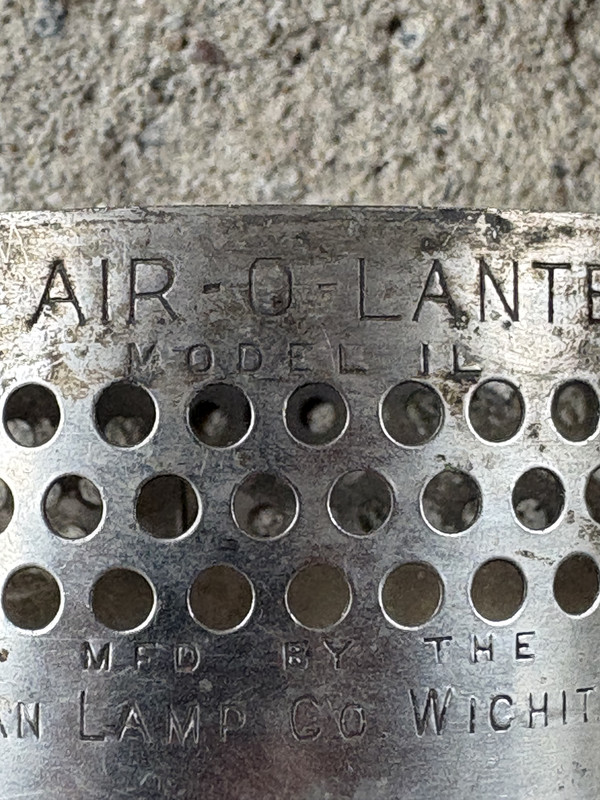 AIR-O-LANTE
MODEL IL
MFD BY THE
AN LAMP CO. WICHIT